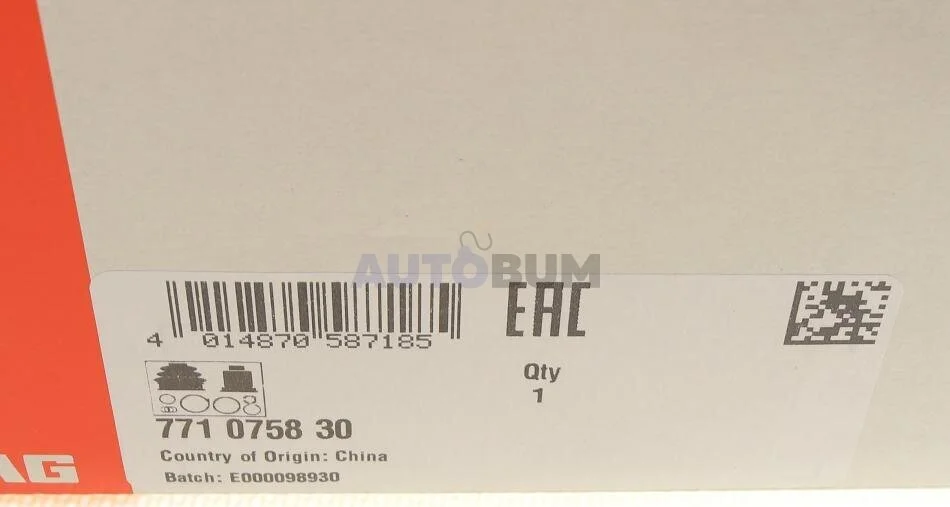 AUTOBUM
4 014870 587185
EAC
Qty
1
771 0758 30
Country of Origin: China
Batch: E000098930
AG